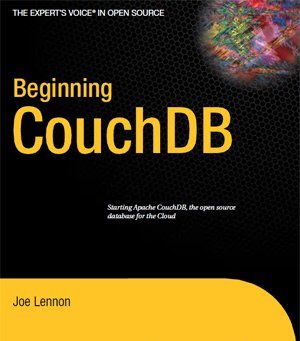 THE EXPERT'S VOICE® IN OPEN SOURCE
Beginning
CouchDB
Starting Apache CouchDB, the open source
database for the Cloud
Joe Lennon